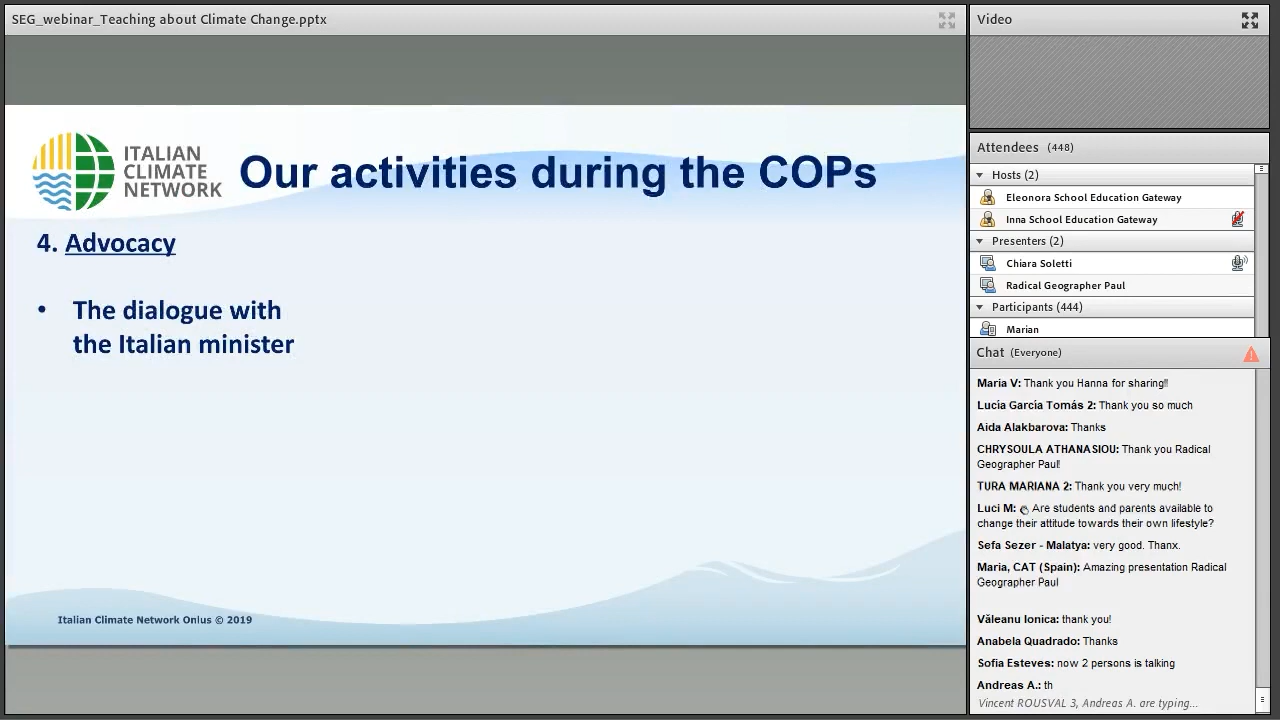 SEG_webinar_Teaching about Climate Change.pptx
ITALIAN
CLIMATE
NETWORK
Our activities during the COPs
4. Advocacy
• The dialogue with
the Italian minister
Italian Climate Network Onlus © 2019
Video
Attendees (448)
Hosts (2)
Eleonora School Education Gateway
Inna School Education Gateway
Presenters (2)
Chiara Soletti
Radical Geographer Paul
Participants (444)
Marian
Chat (Everyone)
Maria V: Thank you Hanna for sharing!!
Lucía García Tomás 2: Thank you so much
Aida Alakbarova: Thanks
CHRYSOULA ATHANASIOU: Thank you Radical
Geographer Paul!
TURA MARIANA 2: Thank you very much!
Luci M: Are students and parents available to
change their attitude towards their own lifestyle?
Sefa Sezer - Malatya: very good. Thanx.
Maria, CAT (Spain): Amazing presentation Radical
Geographer Paul
Văleanu Ionica: thank you!
Anabela Quadrado: Thanks
Sofia Esteves: now 2 persons is talking
Andreas A.: th
Vincent ROUSVAL 3, Andreas A. are typing...